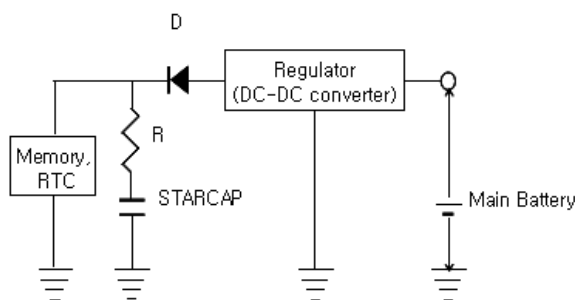 D
Regulator
(DC-DC converter)
R
Memory,
RTC
STARCAP
Main Battery